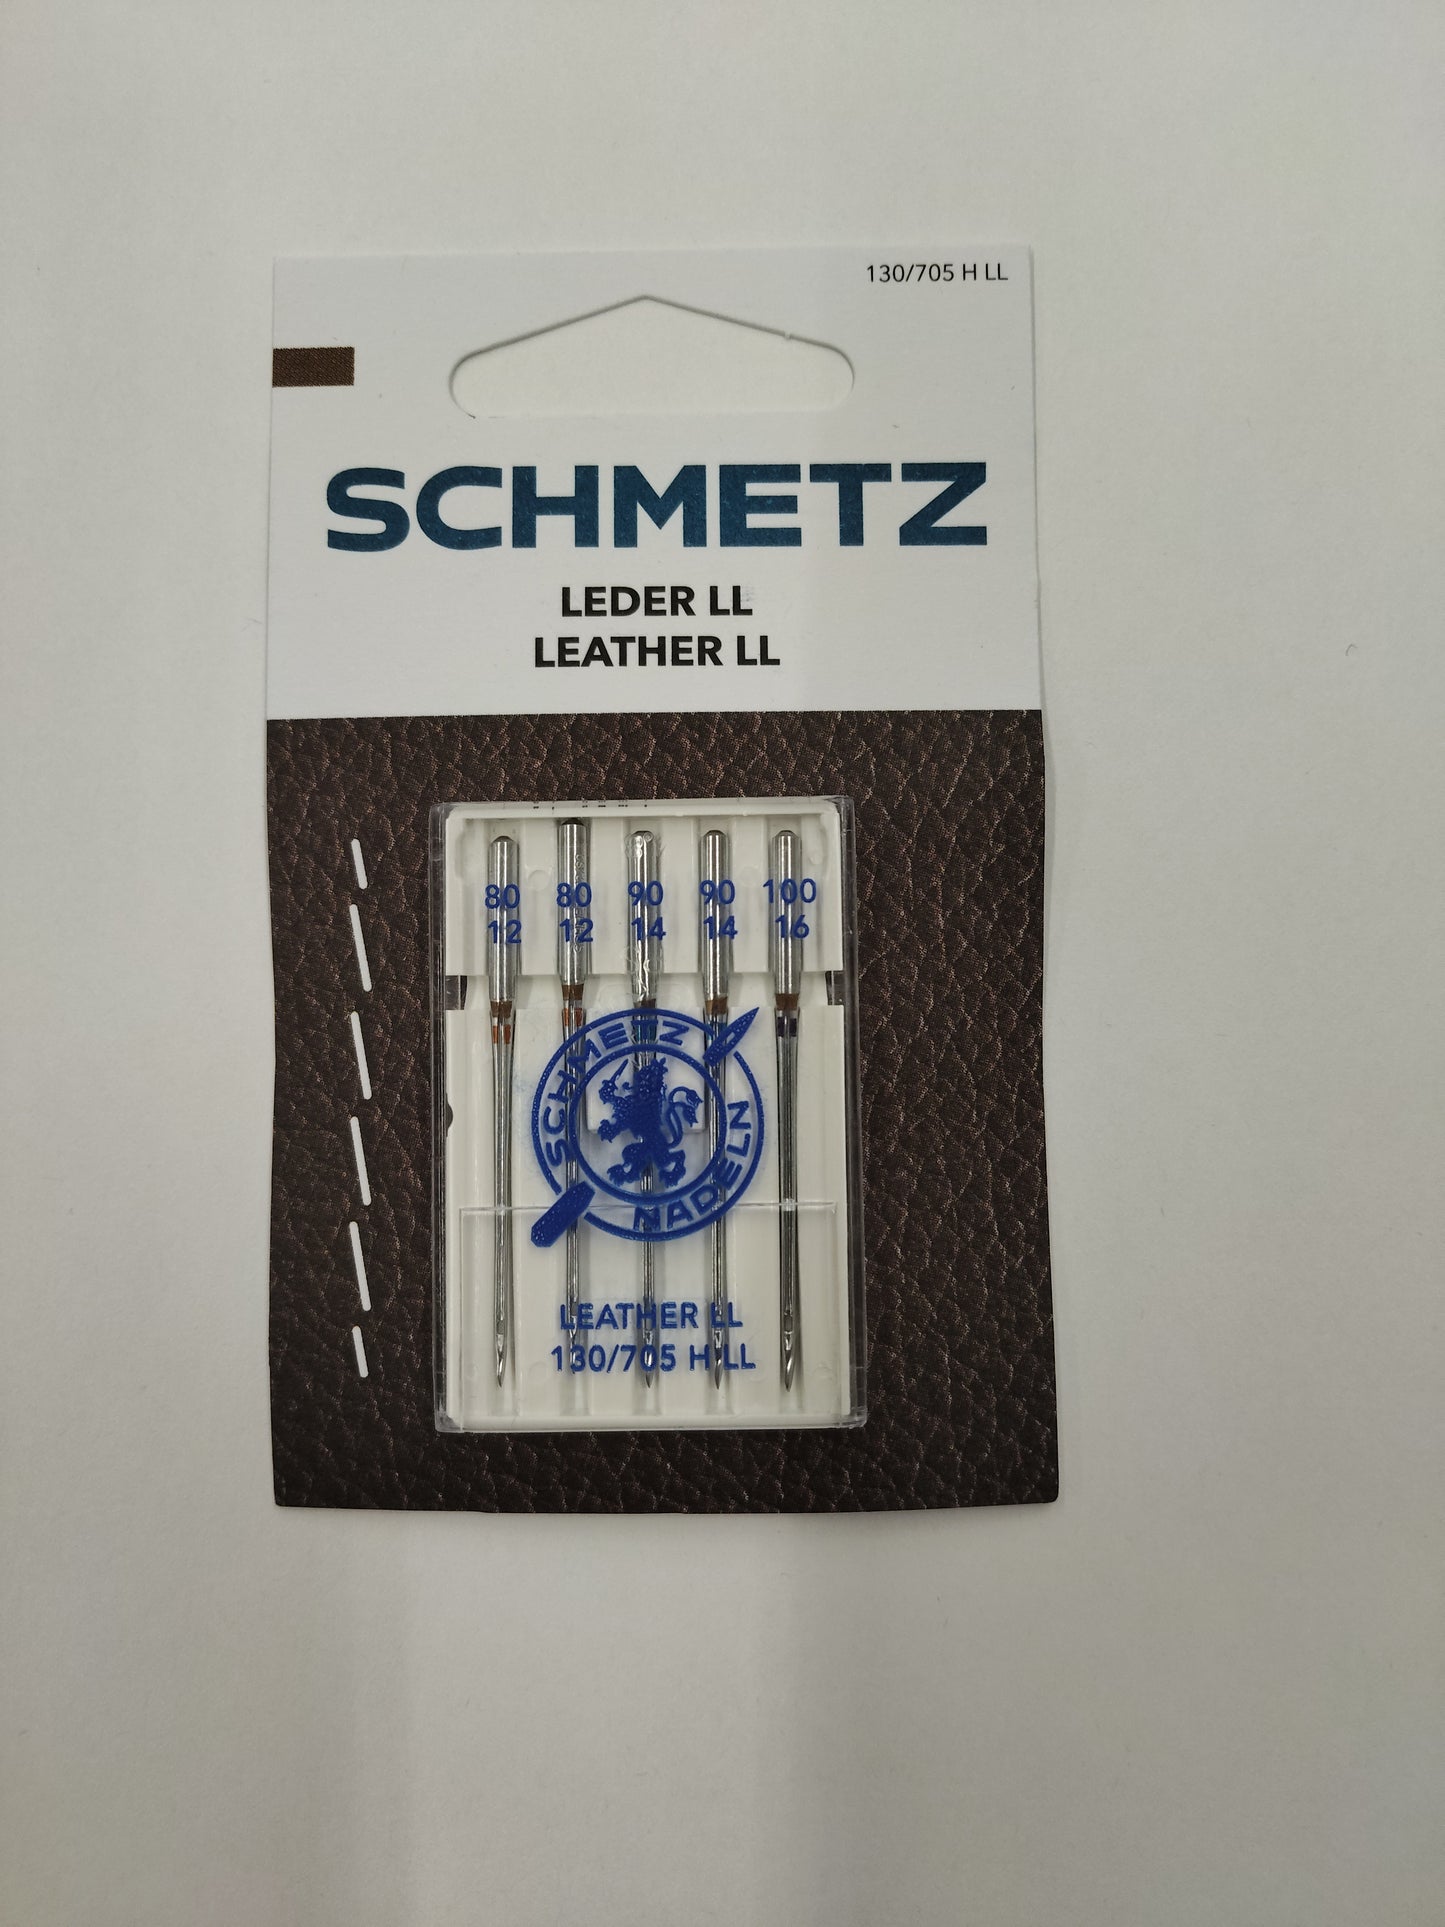 130/705 H LL
SCHMETZ
LEDER LL
LEATHER LL
80 80 90 90 100
12 12 14 14 16
SCHMETZ
NADELN
LEATHER LL
130/705 H LL